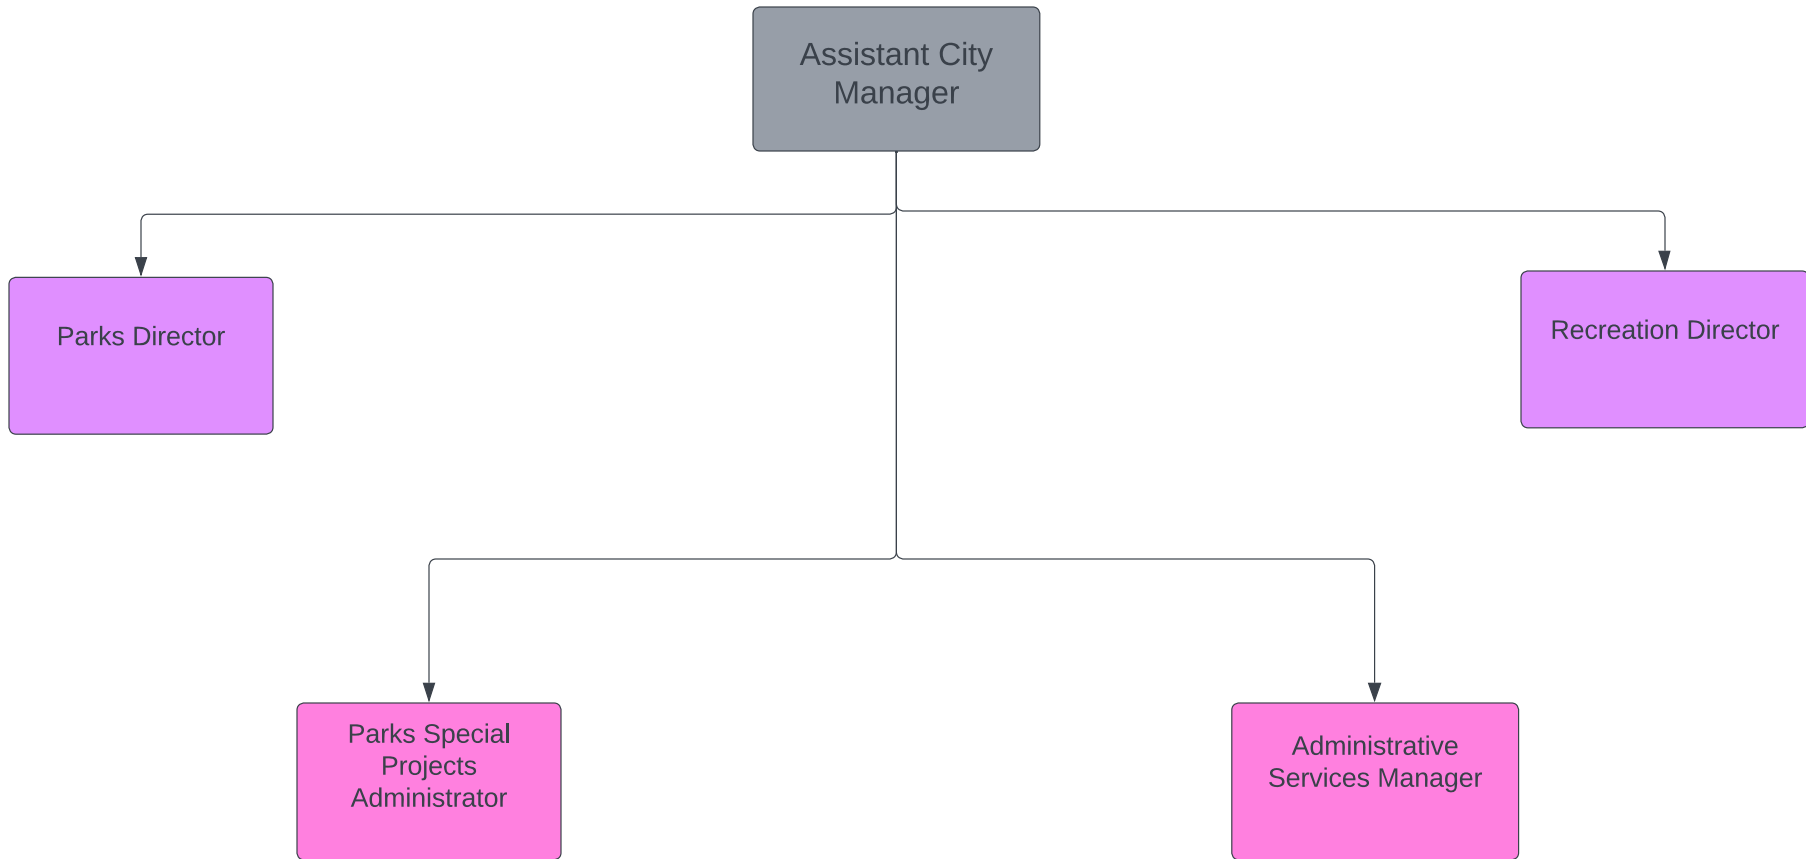 Assistant City
Manager
Parks Director
Recreation Director
Parks Special
Projects
Administrator
Administrative
Services Manager